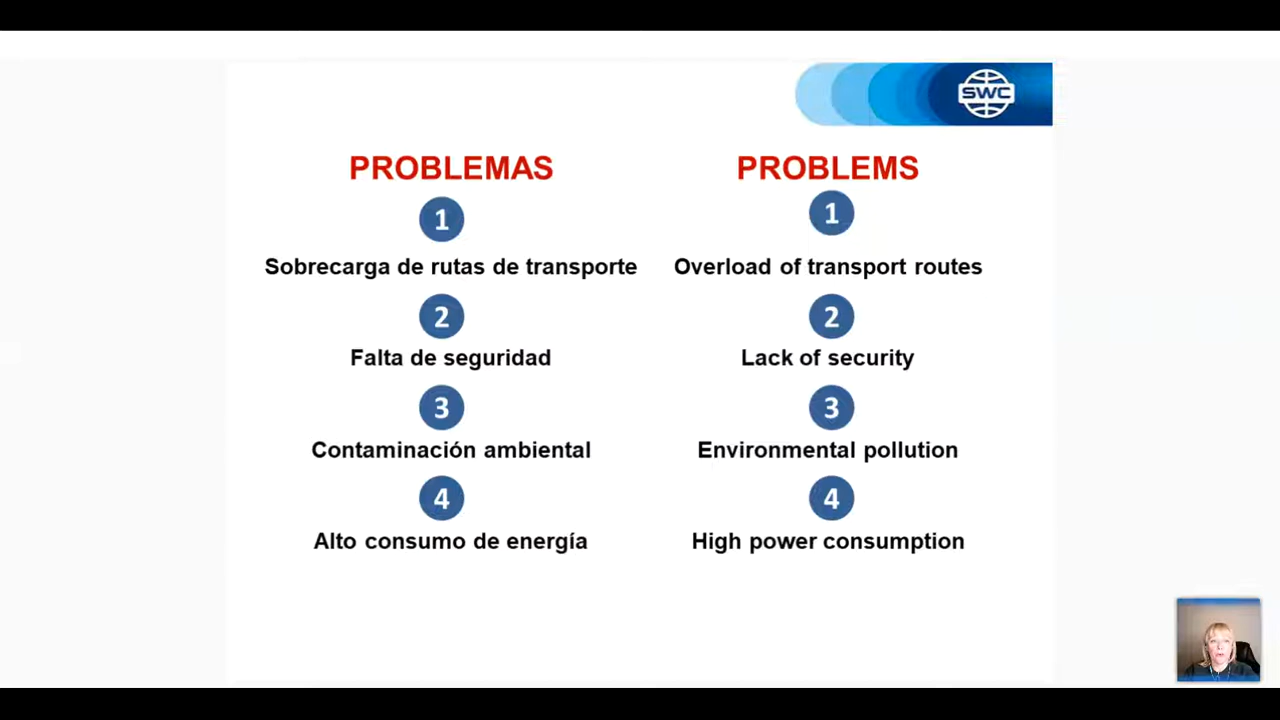 SWC
PROBLEMAS
1
Sobrecarga de rutas de transporte
2
Falta de seguridad
3
Contaminación ambiental
4
Alto consumo de energía
PROBLEMS
1
Overload of transport routes
2
Lack of security
3
Environmental pollution
4
High power consumption